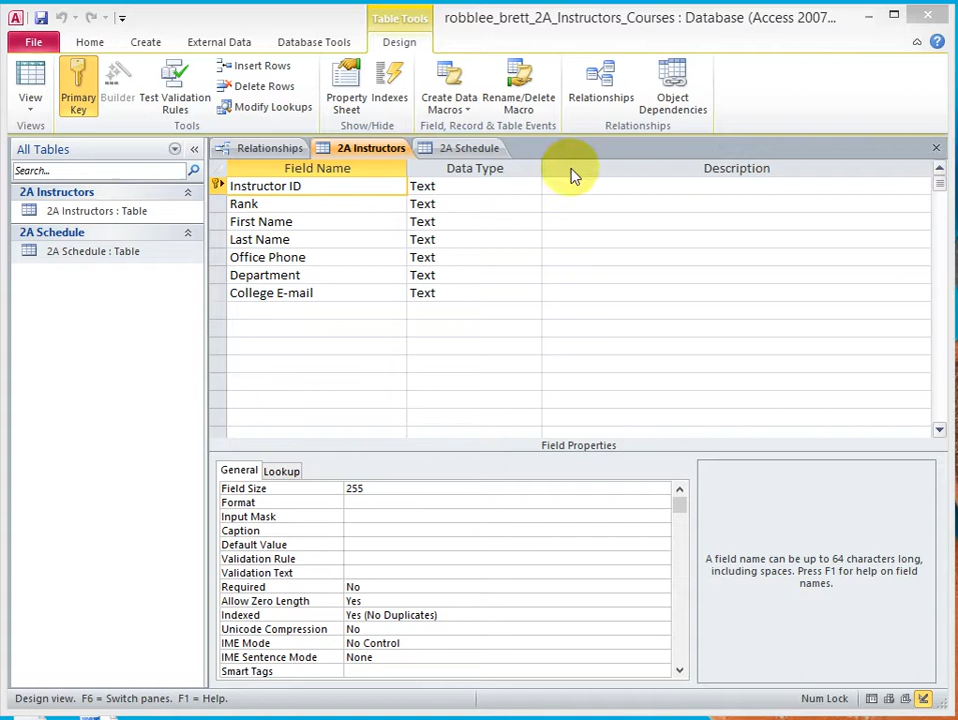 A
Table Tools
robblee_brett_2A_Instructors_Courses : Database (Access 2007...
File
Home
Create
External Data
Database Tools
Design
View
Primary
Key
Builder
Test Validation
Rules
Insert Rows
Delete Rows
Modify Lookups
Property
Sheet
Indexes
Create Data
Macros
Rename/Delete
Macro
Relationships
Object
Dependencies
Views
Tools
Show/Hide
Field, Record & Table Events
Relationships
All Tables
Search...
2A Instructors
2A Instructors : Table
2A Schedule
2A Schedule : Table
Relationships
2A Instructors
2A Schedule
Field Name
Data Type
Description
Instructor ID
Text
Rank
Text
First Name
Text
Last Name
Text
Office Phone
Text
Department
Text
College E-mail
Text
Field Properties
General
Lookup
Field Size
255
Format
Input Mask
Caption
Default Value
Validation Rule
Validation Text
Required
No
Allow Zero Length
Yes
Indexed
Yes (No Duplicates)
Unicode Compression
No
IME Mode
No Control
IME Sentence Mode
None
Smart Tags
A field name can be up to 64 characters long,
including spaces. Press F1 for help on field
names.
Design view. F6 = Switch panes. F1 = Help.
Num Lock